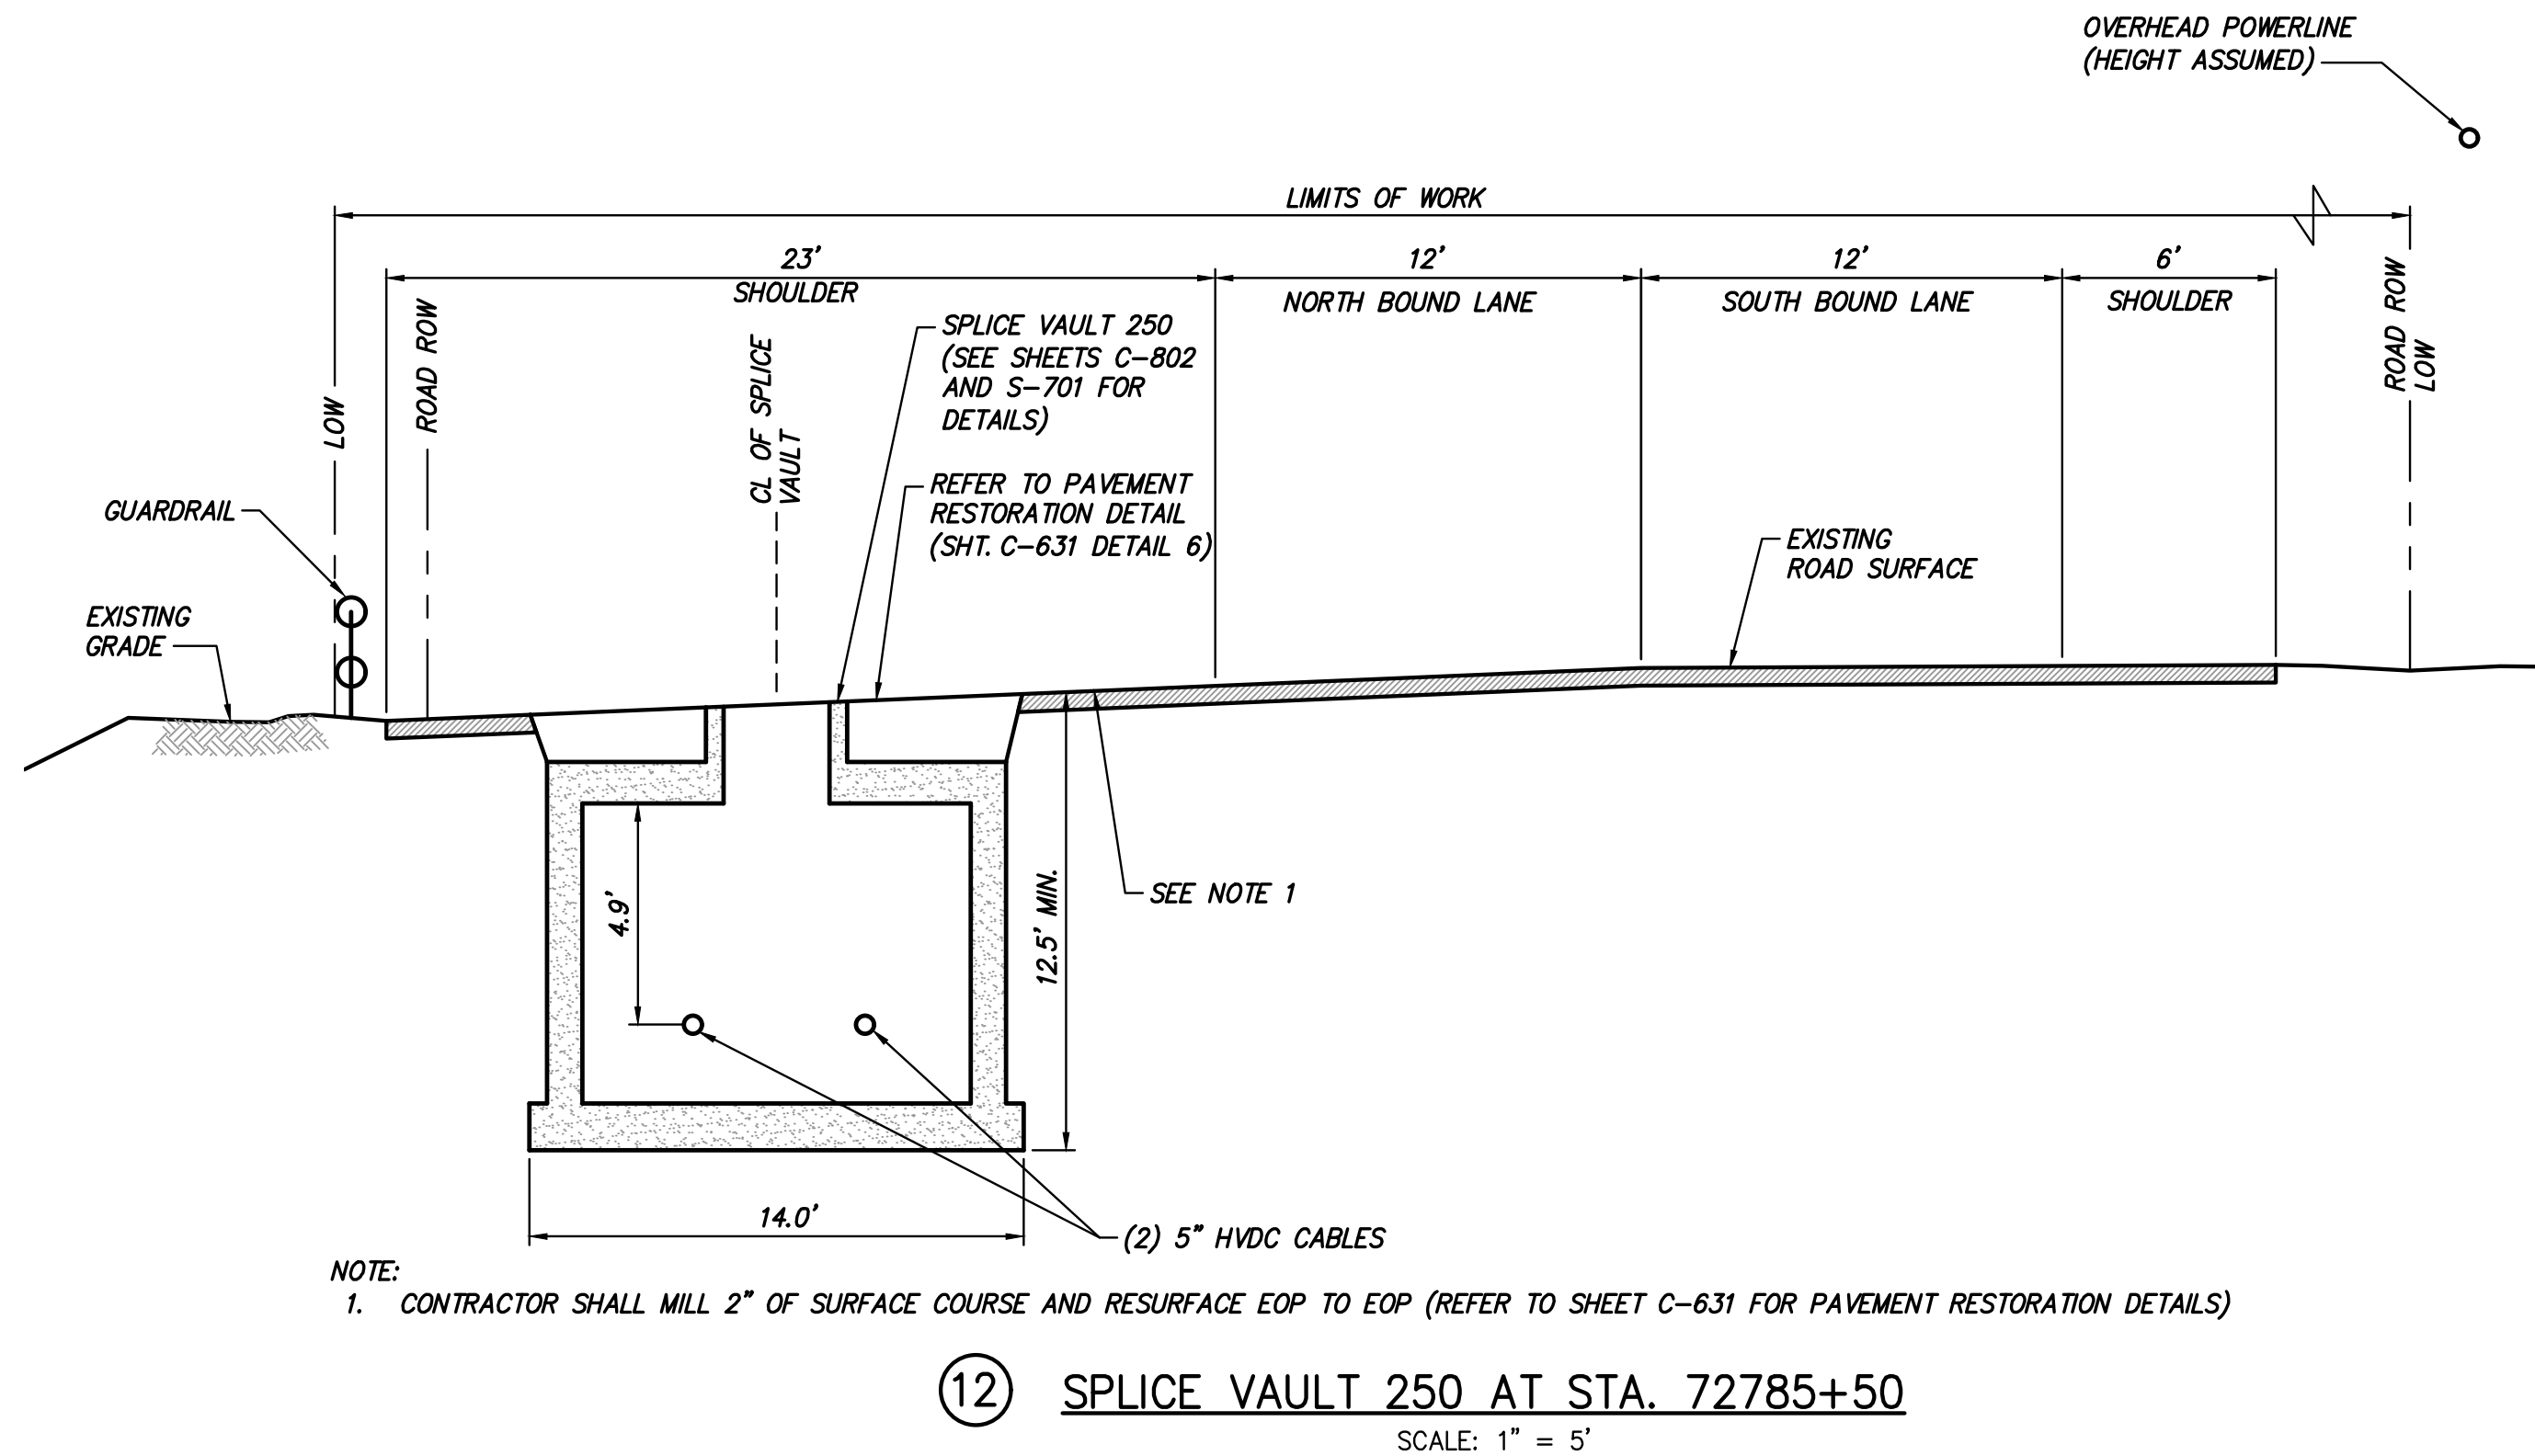 OVERHEAD POWERLINE
(HEIGHT ASSUMED)
LIMITS OF WORK
23'
SHOULDER
12'
NORTH BOUND LANE
12'
SOUTH BOUND LANE
6'
SHOULDER
LOW
ROAD ROW
CL OF SPLICE
VAULT
SPLICE VAULT 250
(SEE SHEETS C-802
AND S-701 FOR
DETAILS)
REFER TO PAVEMENT
RESTORATION DETAIL
(SHT. C-631 DETAIL 6)
ROAD ROW
LOW
GUARDRAIL
EXISTING
GRADE
EXISTING
ROAD SURFACE
4.9'
12.5' MIN.
SEE NOTE 1
14.0'
(2) 5" HVDC CABLES
NOTE:
1. CONTRACTOR SHALL MILL 2" OF SURFACE COURSE AND RESURFACE EOP TO EOP (REFER TO SHEET C-631 FOR PAVEMENT RESTORATION DETAILS)
12 SPLICE VAULT 250 AT STA. 72785+50
SCALE: 1" = 5'